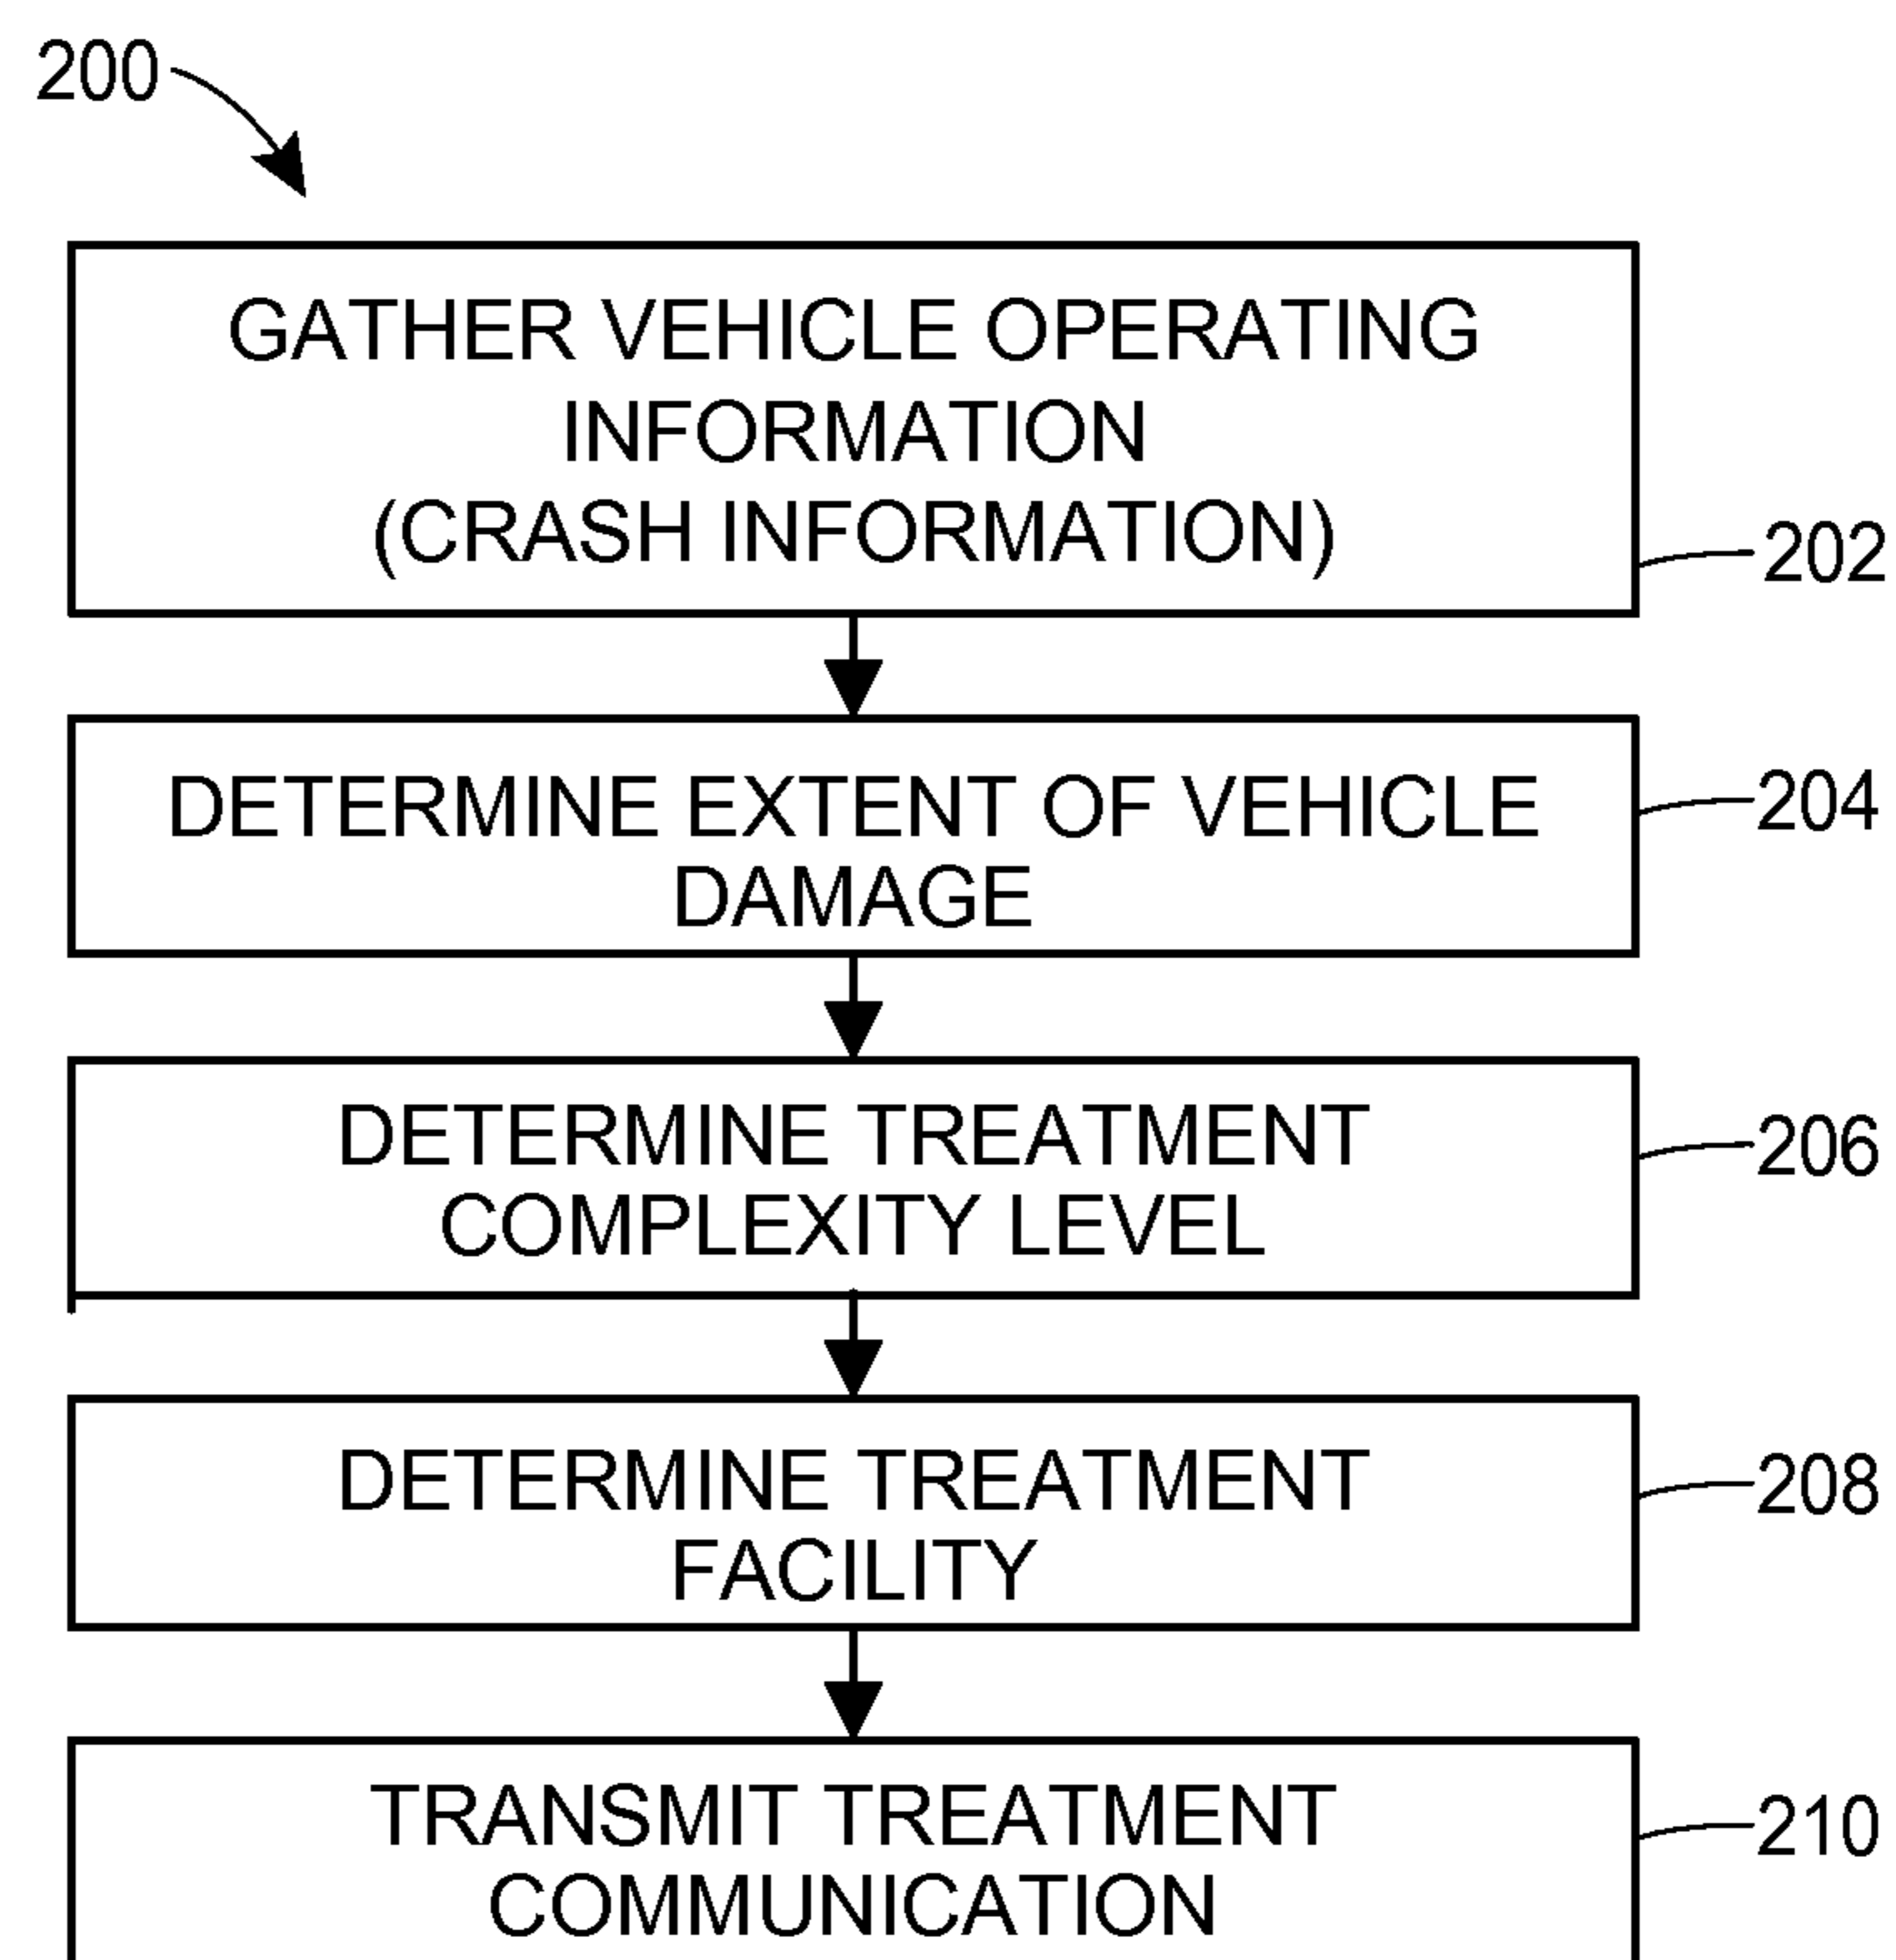 200
GATHER VEHICLE OPERATING
INFORMATION
(CRASH INFORMATION)
202
DETERMINE EXTENT OF VEHICLE
DAMAGE
204
DETERMINE TREATMENT
COMPLEXITY LEVEL
206
DETERMINE TREATMENT
FACILITY
208
TRANSMIT TREATMENT
COMMUNICATION
210